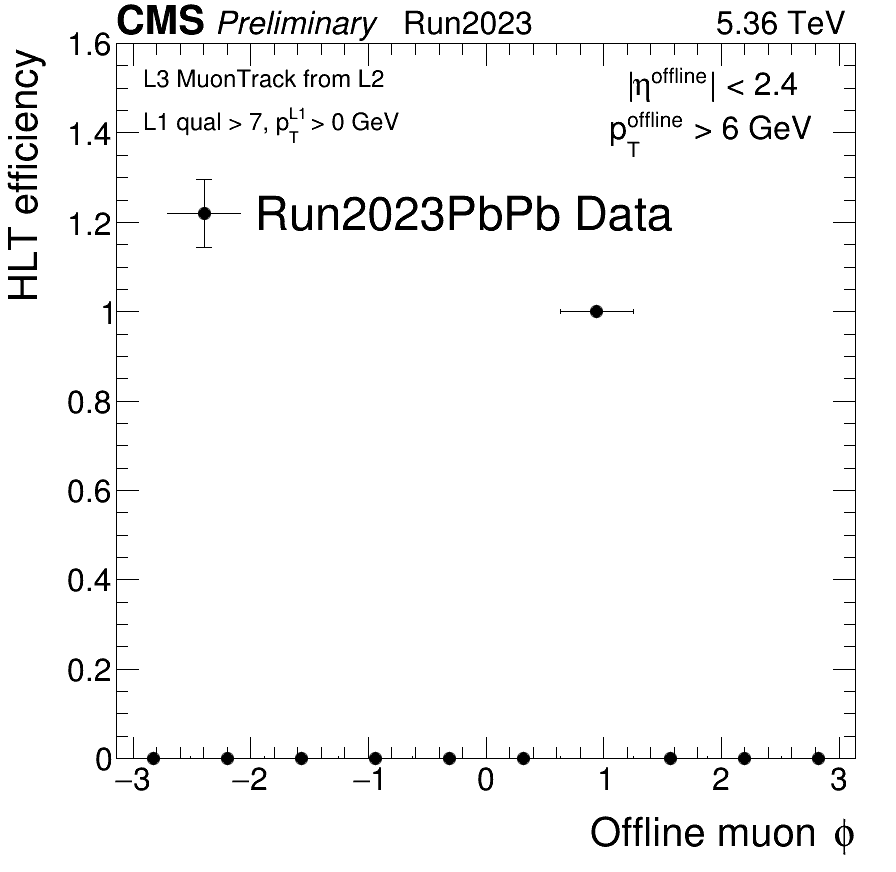 CMS Preliminary Run2023 5.36 TeV
L3 MuonTrack from L2
|η^offline| < 2.4
L1 qual > 7, p_T^L1 > 0 GeV
p_T^offline > 6 GeV
Run2023PbPb Data
HLT efficiency
1.6
1.4
1.2
1
0.8
0.6
0.4
0.2
0
−3 −2 −1 0 1 2 3
Offline muon ϕ